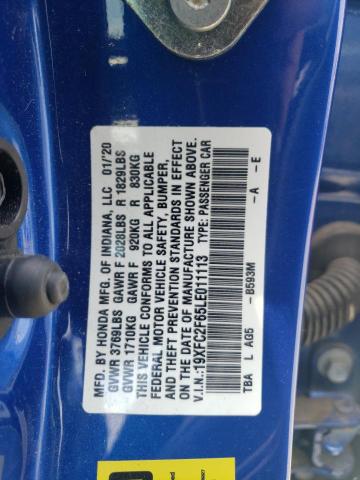 MFD. BY HONDA MFG. OF INDIANA, LLC 01/'20
GVWR 3769LBS GAWR F 2028LBS R 1829LBS
GVWR 1710KG GAWR F 920KG R 830KG
THIS VEHICLE CONFORMS TO ALL APPLICABLE
FEDERAL MOTOR VEHICLE SAFETY, BUMPER,
AND THEFT PREVENTION STANDARDS IN EFFECT
ON THE DATE OF MANUFACTURE SHOWN ABOVE.
V.I.N.:19XFC2F65LE011113 TYPE: PASSENGER CAR
TBA L AG5 -B593M -A -E